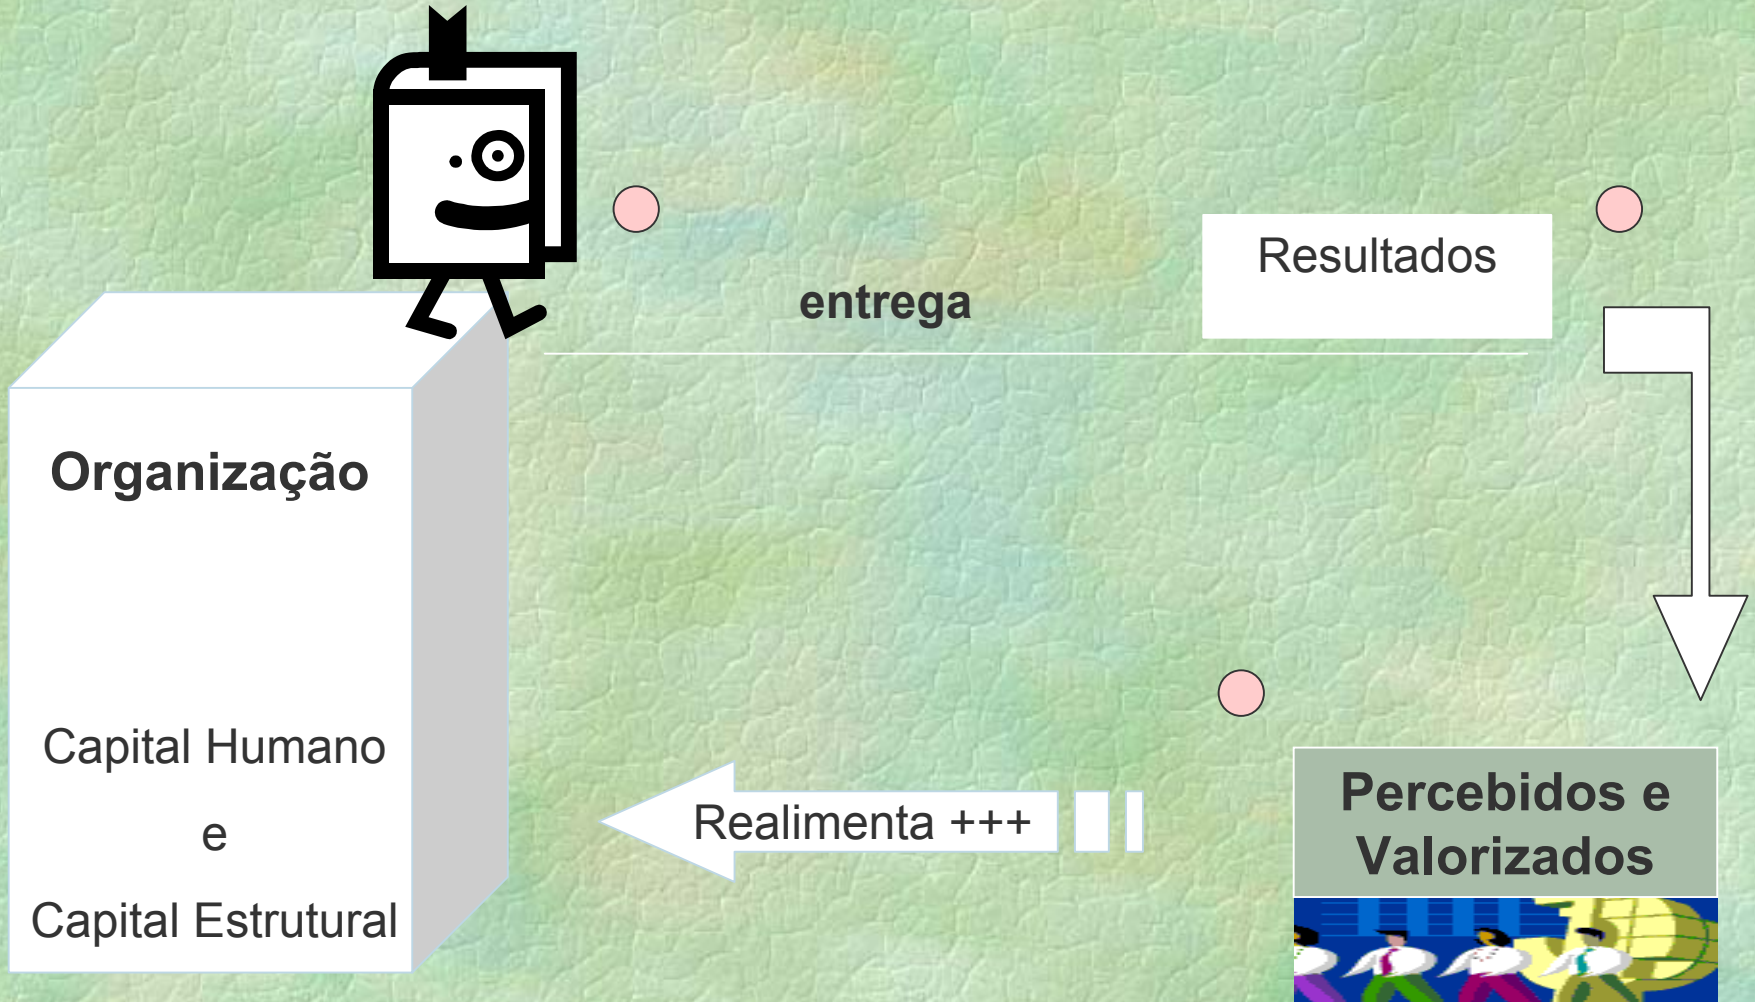 entrega
Resultados
Organização
Capital Humano
e
Capital Estrutural
Realimenta +++
Percebidos e
Valorizados